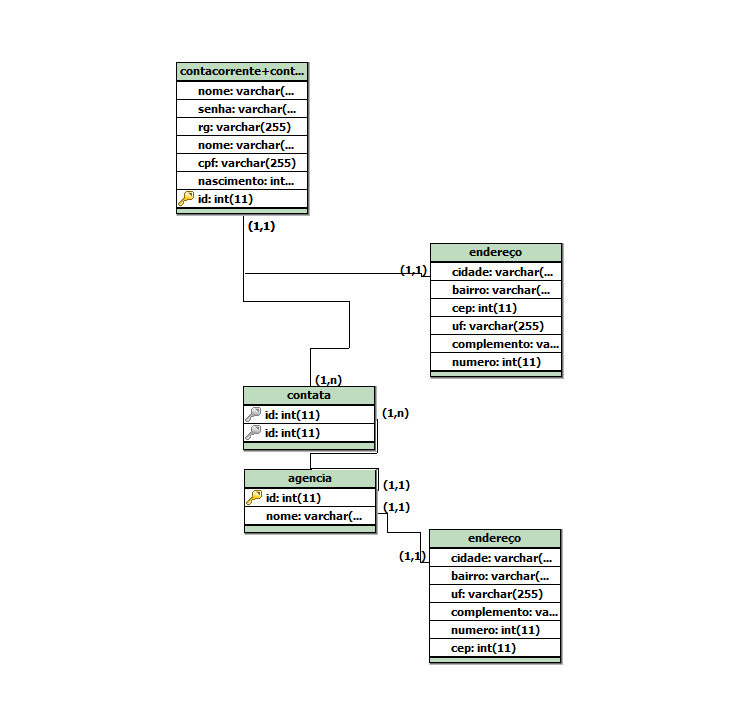 contacorrente+cont...
nome: varchar(...
senha: varchar(...
rg: varchar(255)
nome: varchar(...
cpf: varchar(255)
nascimento: int...
id: int(11)
(1,1)
endereço
(1,1)
cidade: varchar(...
bairro: varchar(...
cep: int(11)
uf: varchar(255)
complemento: va...
numero: int(11)
(1,n)
contata
(1,n)
id: int(11)
id: int(11)
agencia
(1,1)
id: int(11)
(1,1)
nome: varchar(...
endereço
(1,1)
cidade: varchar(...
bairro: varchar(...
uf: varchar(255)
complemento: va...
numero: int(11)
cep: int(11)